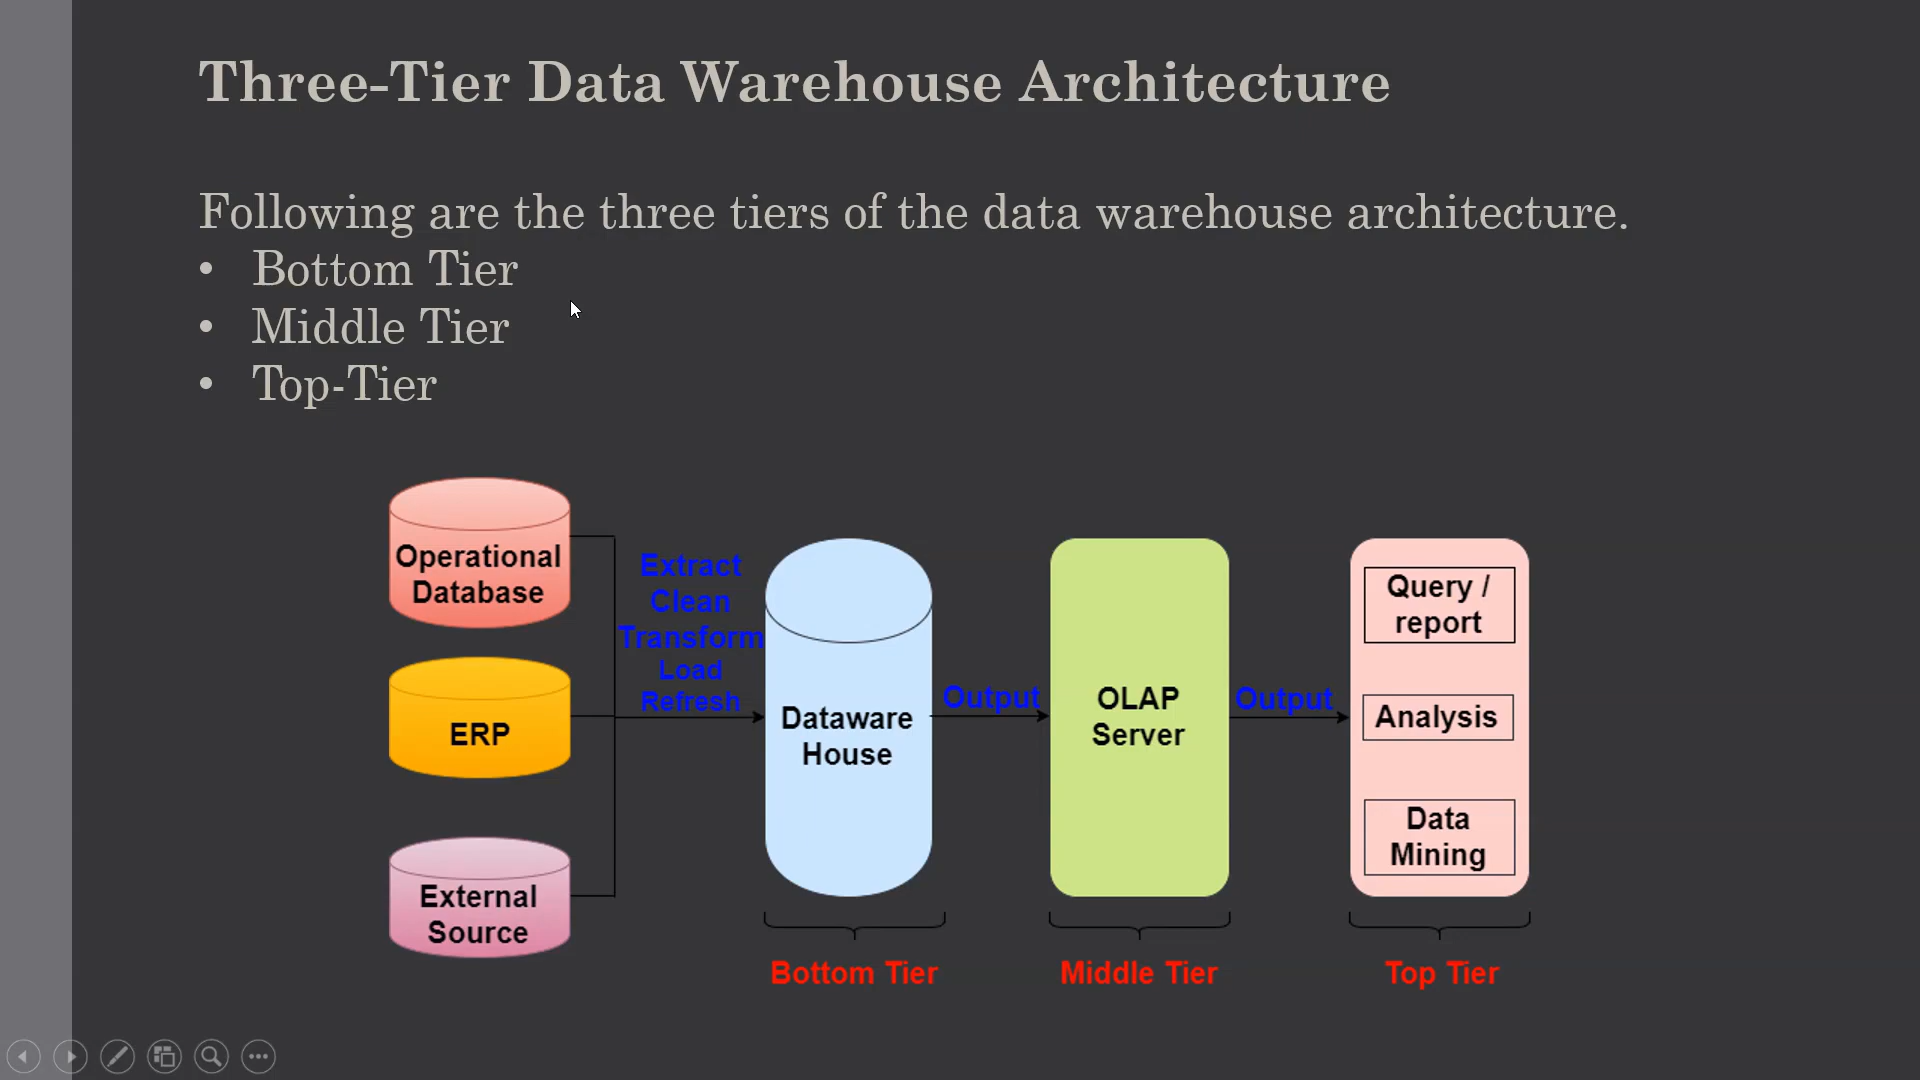 Three-Tier Data Warehouse Architecture
Following are the three tiers of the data warehouse architecture.
• Bottom Tier
• Middle Tier
• Top-Tier
Operational
Database
ERP
External
Source
Extract
Clean
Transform
Load
Refresh
Dataware
House
Output
OLAP
Server
Output
Query /
report
Analysis
Data
Mining
Bottom Tier
Middle Tier
Top Tier